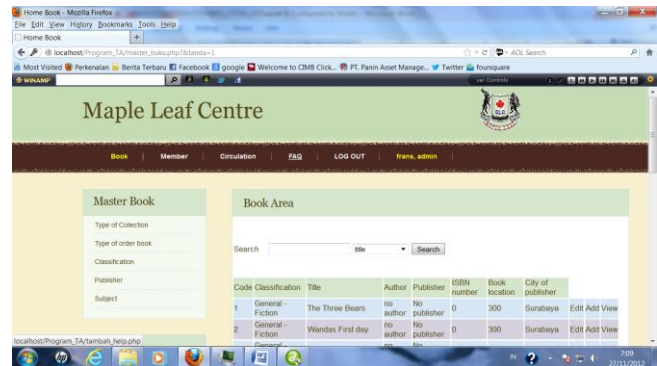 Home Book - Mozilla Firefox
File Edit View History Bookmarks Tools Help
Home Book +
localhost/Program_TA/master_buku.php?&tanda=1
AOL Search
Most Visited Perkenalan Berita Terbaru Facebook google Welcome to CIMB Click... PT. Panin Asset Manage... Twitter foursquare
WINAMP
Maple Leaf Centre
Book | Member | Circulation | FAQ | LOG OUT | frans, admin |
Master Book
Type of Collection
Type of order book
Classification
Publisher
Subject
Book Area
Search title Search
Code Classification Title Author Publisher ISBN number Book location City of publisher
1 General - Fiction The Three Bears no author No publisher 0 300 Surabaya Edit Add View
2 General - Fiction Wandas First day no author No publisher 0 300 Surabaya Edit Add View
General no No
localhost/Program_TA/tambah_help.php
IN
7:09
27/11/2012